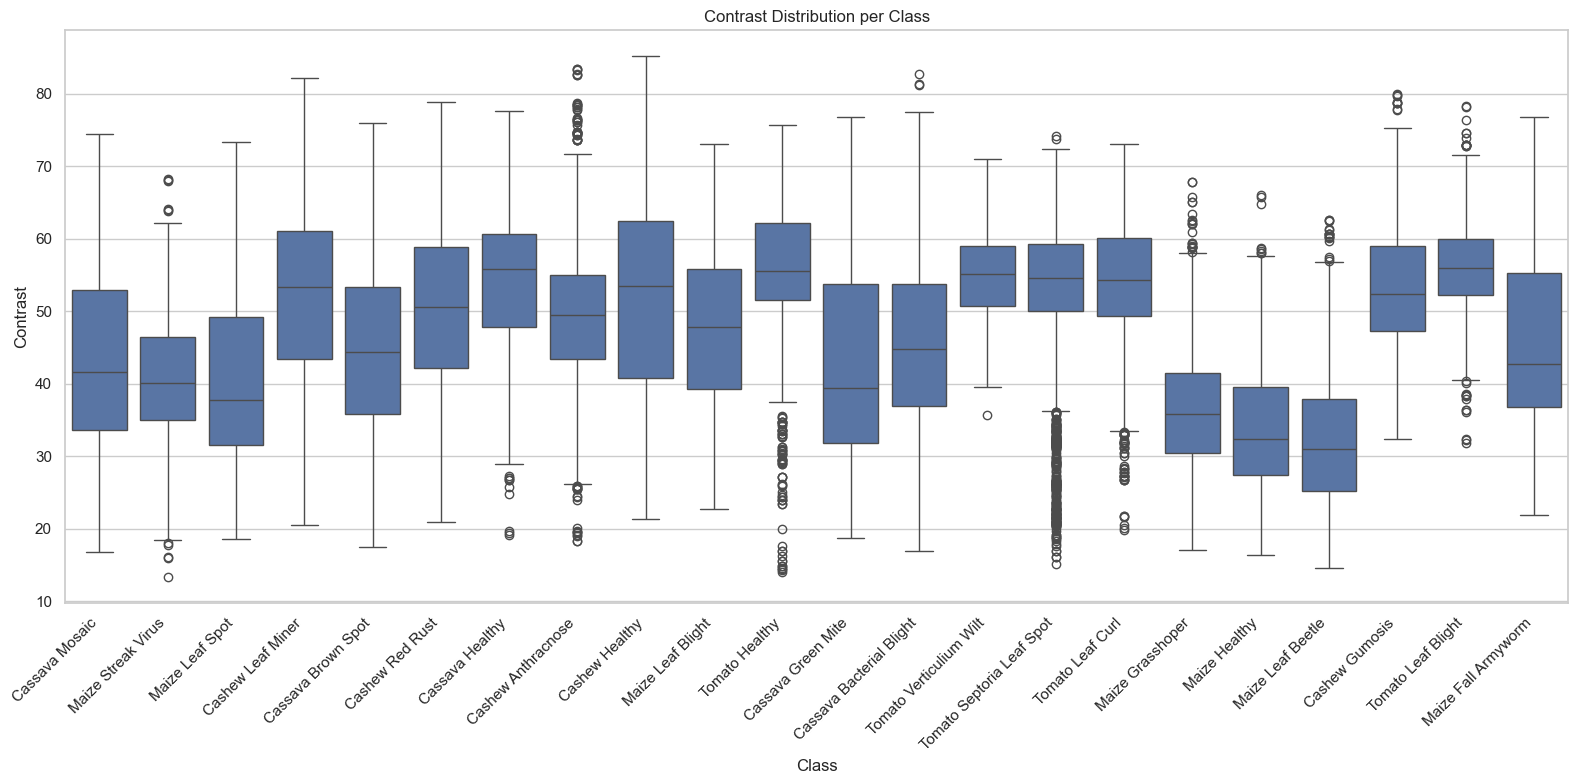 Contrast Distribution per Class
Contrast
80
70
60
50
40
30
20
10
Cassava Mosaic
Maize Streak Virus
Maize Leaf Spot
Cashew Leaf Miner
Cassava Brown Spot
Cashew Red Rust
Cassava Healthy
Cashew Anthracnose
Cashew Healthy
Maize Leaf Blight
Tomato Healthy
Cassava Green Mite
Cassava Bacterial Blight
Tomato Verticulium Wilt
Tomato Septoria Leaf Spot
Tomato Leaf Curl
Maize Grasshoper
Maize Healthy
Maize Leaf Beetle
Cashew Gumosis
Tomato Leaf Blight
Maize Fall Armyworm
Class